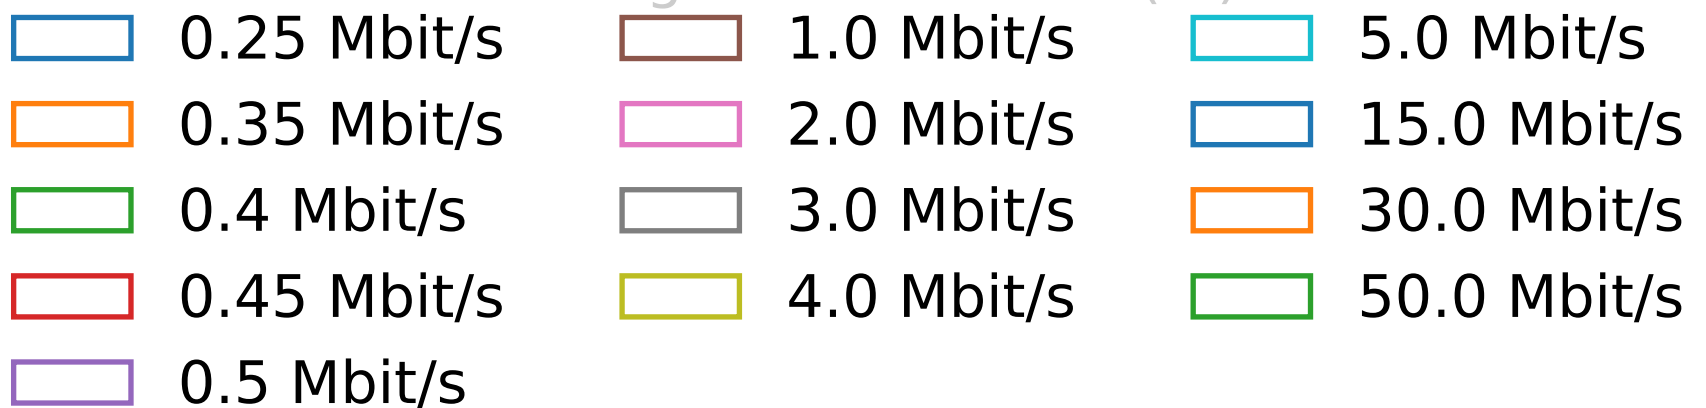 0.25 Mbit/s
0.35 Mbit/s
0.4 Mbit/s
0.45 Mbit/s
0.5 Mbit/s
1.0 Mbit/s
2.0 Mbit/s
3.0 Mbit/s
4.0 Mbit/s
5.0 Mbit/s
15.0 Mbit/s
30.0 Mbit/s
50.0 Mbit/s